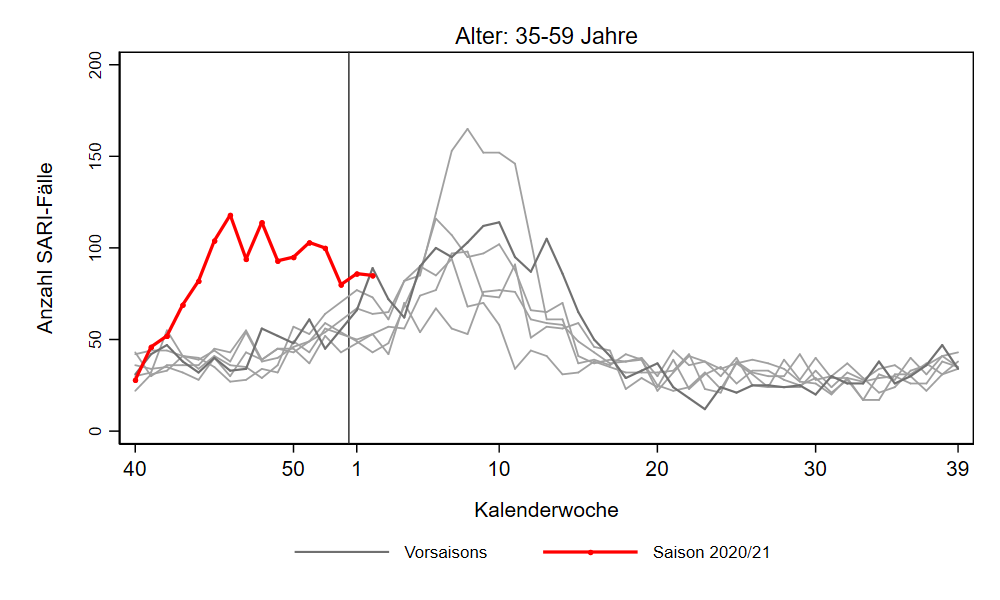 Alter: 35-59 Jahre
Anzahl SARI-Fälle
200
150
100
50
0
40 50 1 10 20 30 39
Kalenderwoche
Vorsaisons Saison 2020/21